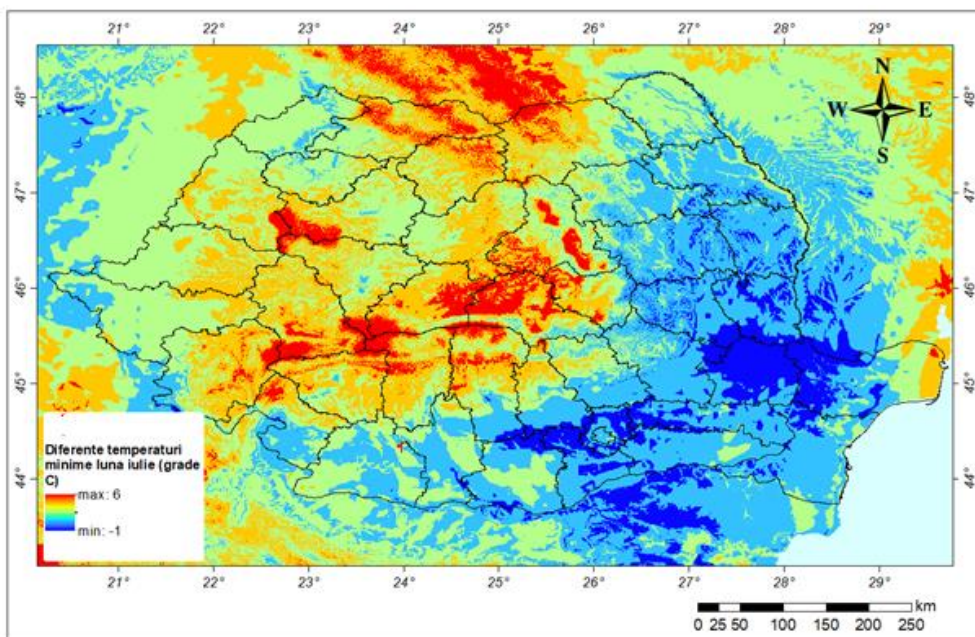 21° 22° 23° 24° 25° 26° 27° 28° 29°
N
W E
S
48° 48°
47° 47°
46° 46°
45° 45°
44° 44°
Diferente temperaturi
minime luna iulie (grade
C)
max: 6
min: -1
21° 22° 23° 24° 25° 26° 27° 28° 29°
km
0 25 50 100 150 200 250